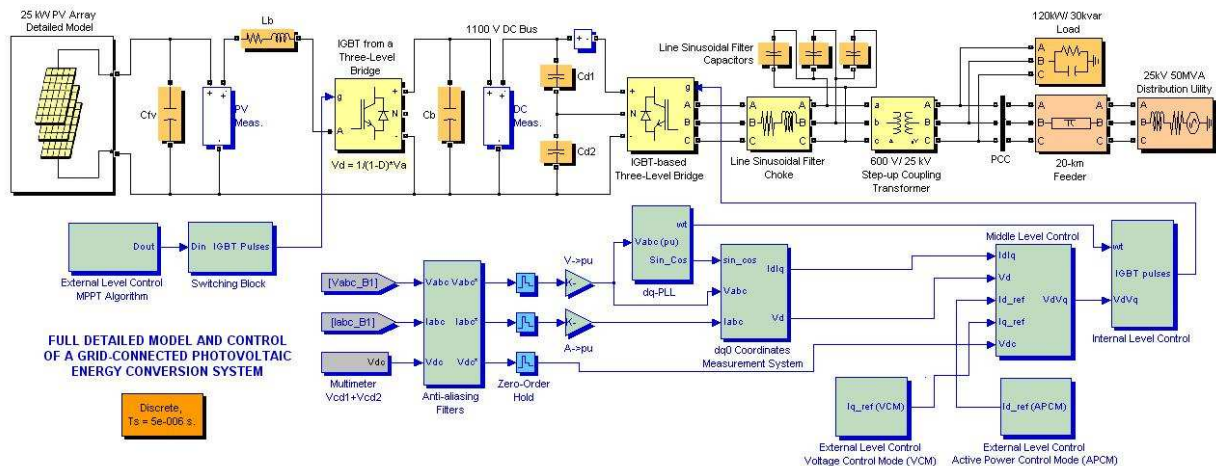 25 kW PV Array
Detailed Model
Cfv
+
-
PV
Meas.
Lb
IGBT from a
Three-Level
Bridge
g
A
+
-
Vd = 1/(1-D)*Va
1100 V DC Bus
Cb
+
-
DC
Meas.
+ -
Cd1
Cd2
g
+
N
-
A
B
C
IGBT-based
Three-Level Bridge
Line Sinusoidal Filter
Capacitors
A A
B B
C C
Line Sinusoidal Filter
Choke
a A
b B
c C
600 V/ 25 kV
Step-up Coupling
Transformer
PCC
120kW/ 30kvar
Load
A
B
C
A A
B B
C C
π
20-km
Feeder
25kV 50MVA
Distribution Uility
A
B
C
Dout
External Level Control
MPPT Algorithm
Din IGBT Pulses
Switching Block
FULL DETAILED MODEL AND CONTROL
OF A GRID-CONNECTED PHOTOVOLTAIC
ENERGY CONVERSION SYSTEM
Discrete,
Ts = 5e-006 s.
[Vabc_B1]
[Iabc_B1]
Vdc
Multimeter
Vcd1+Vcd2
Vabc Vabc*
Iabc Iabc*
Vdc Vdc*
Anti-aliasing
Filters
Zero-Order
Hold
V->pu
K-
K-
A->pu
Vabc (pu)
wt
Sin_Cos
dq-PLL
sin_cos
Vabc
Iabc
IdIq
Vd
dq0 Coordinates
Measurement System
Middle Level Control
IdIq
Vd
Id_ref
Iq_ref
Vdc
VdVq
wt
IGBT pulses
VdVq
Internal Level Control
Iq_ref (VCM)
External Level Control
Voltage Control Mode (VCM)
Id_ref (APCM)
External Level Control
Active Power Control Mode (APCM)